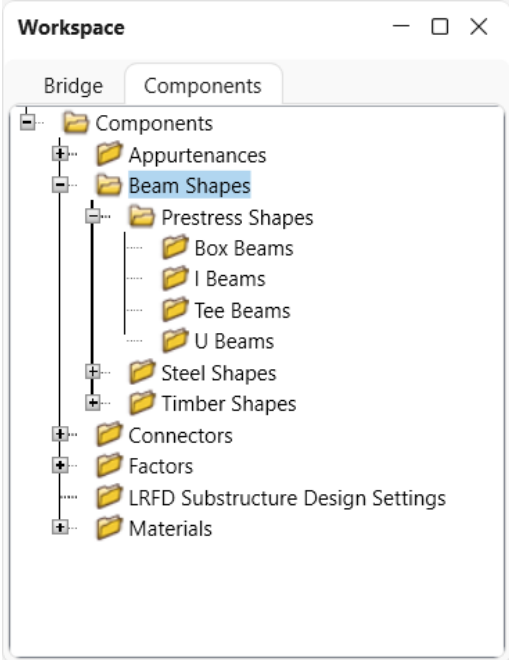 Workspace
Bridge Components
Components
Appurtenances
Beam Shapes
Prestress Shapes
Box Beams
I Beams
Tee Beams
U Beams
Steel Shapes
Timber Shapes
Connectors
Factors
LRFD Substructure Design Settings
Materials